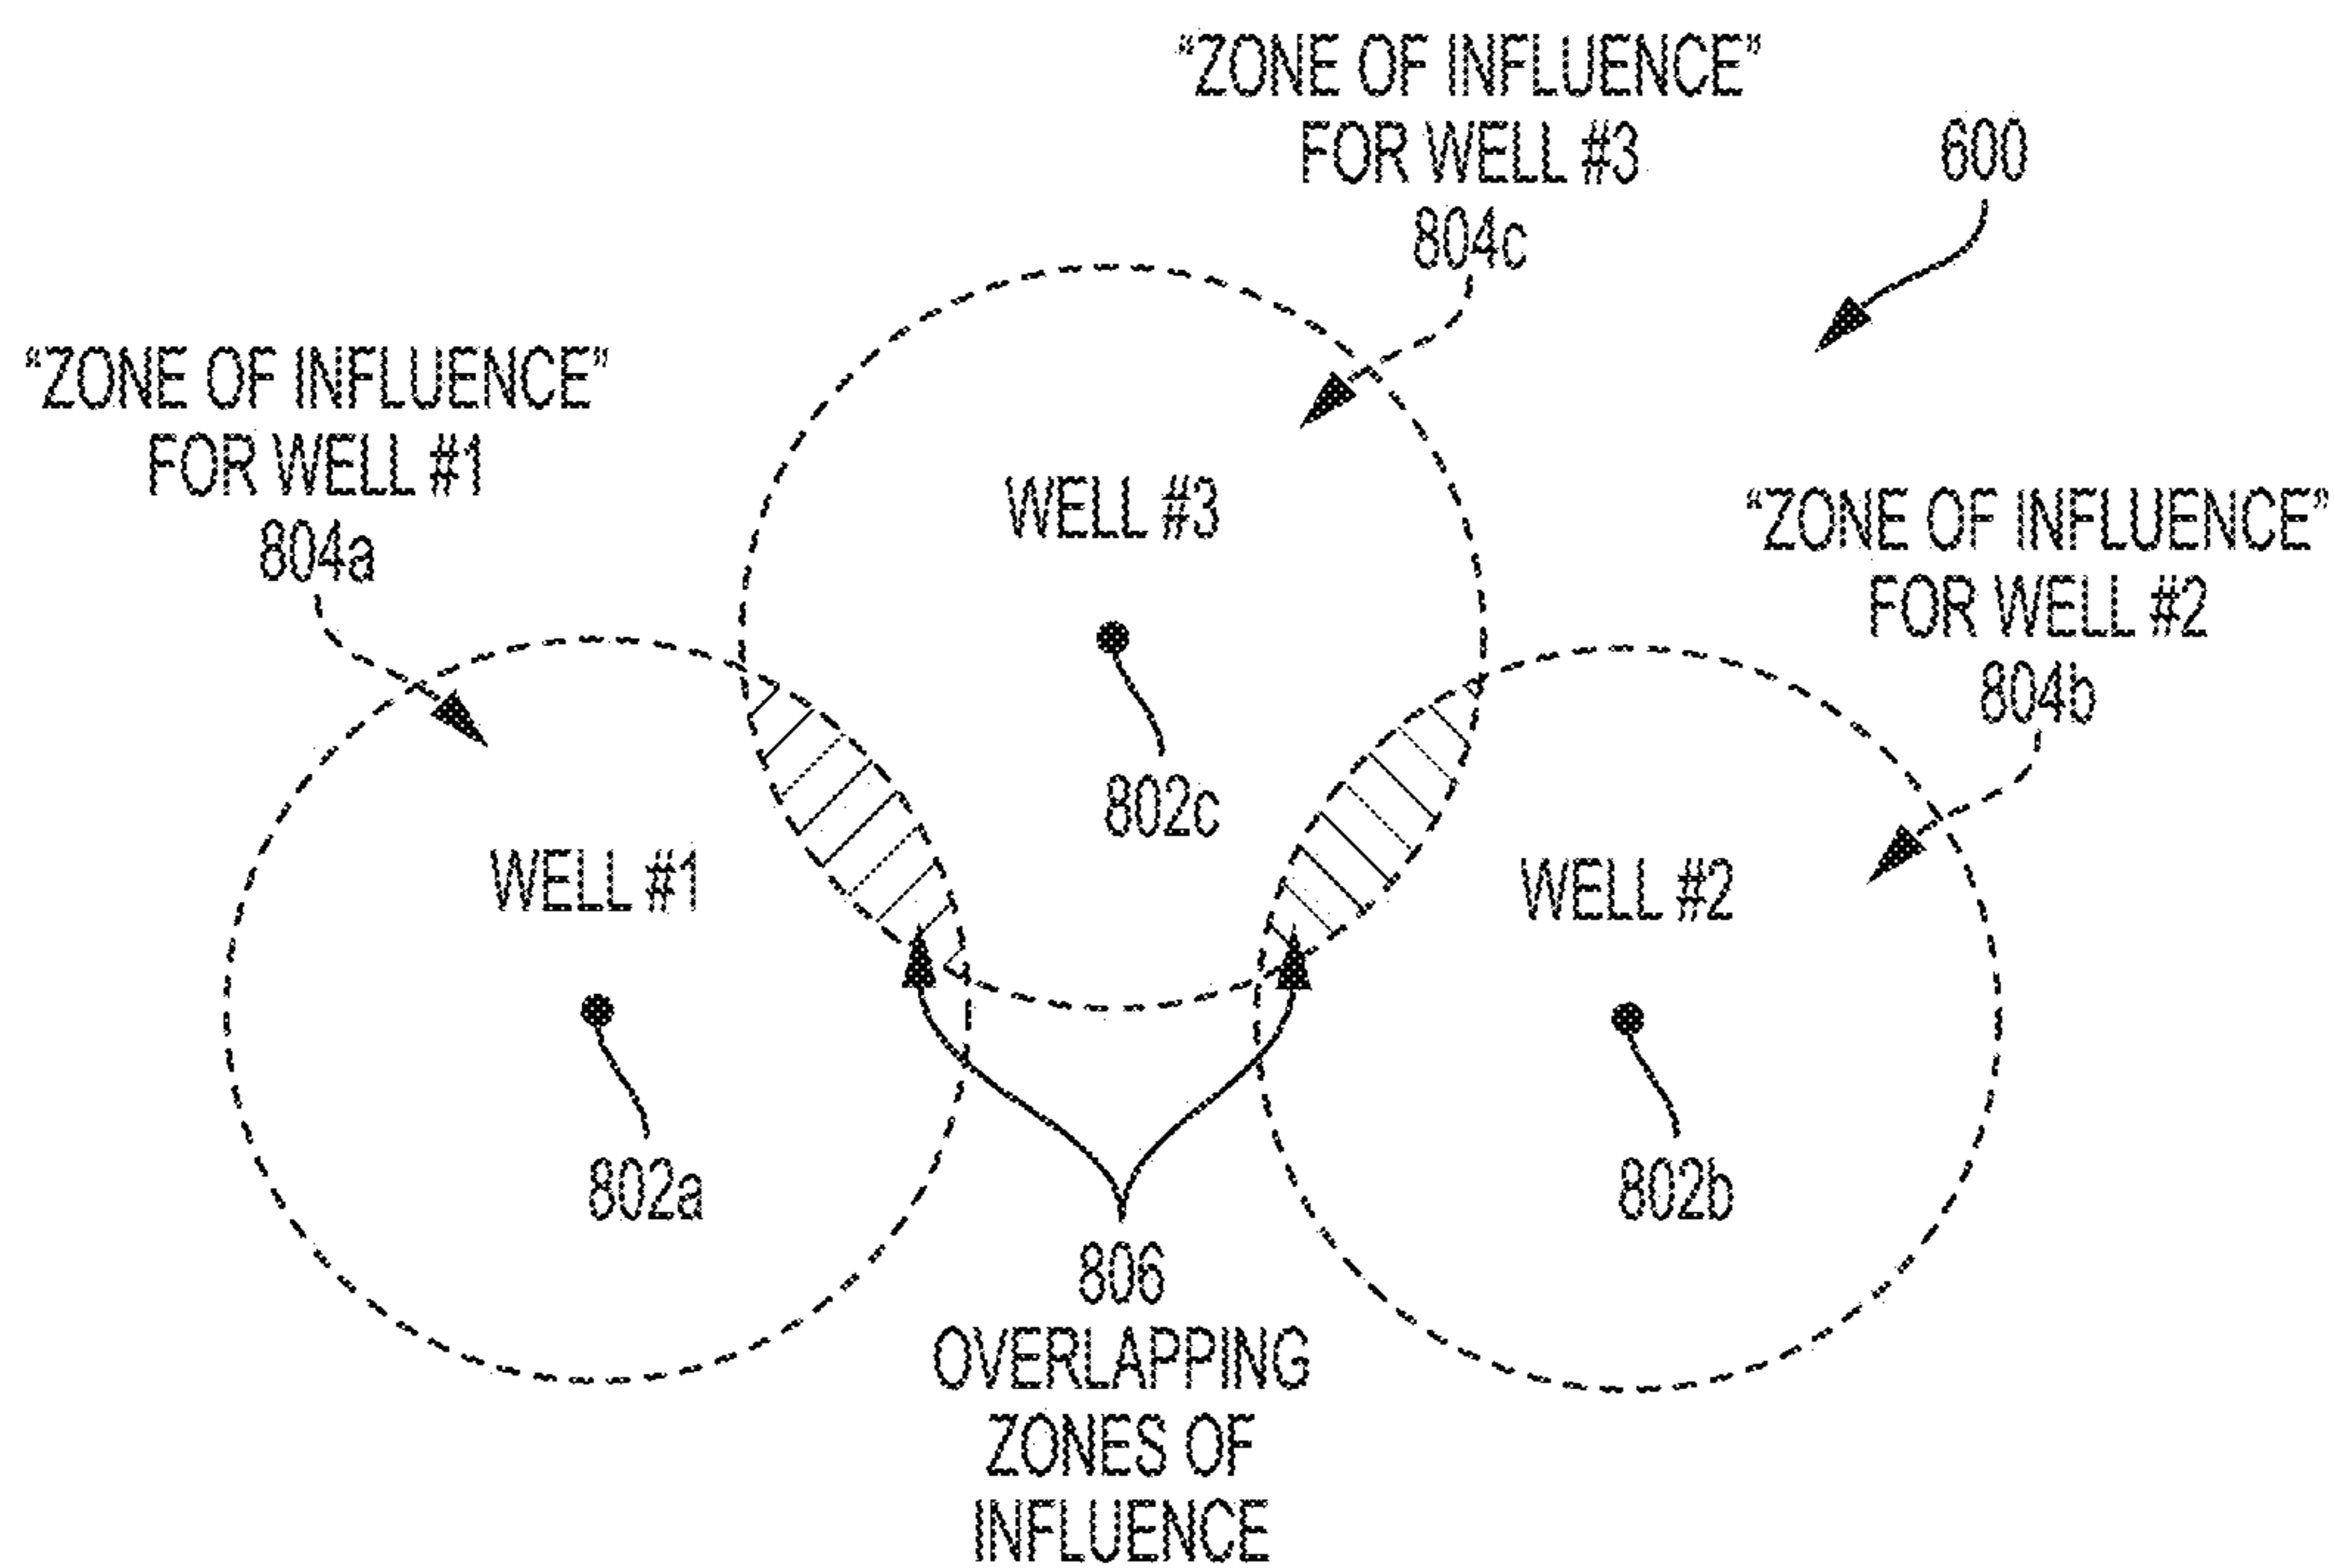 “ZONE OF INFLUENCE”
FOR WELL #3
804c
600
“ZONE OF INFLUENCE”
FOR WELL #1
804a
WELL #3
“ZONE OF INFLUENCE”
FOR WELL #2
804b
802c
WELL #1
WELL #2
802a
802b
806
OVERLAPPING
ZONES OF
INFLUENCE